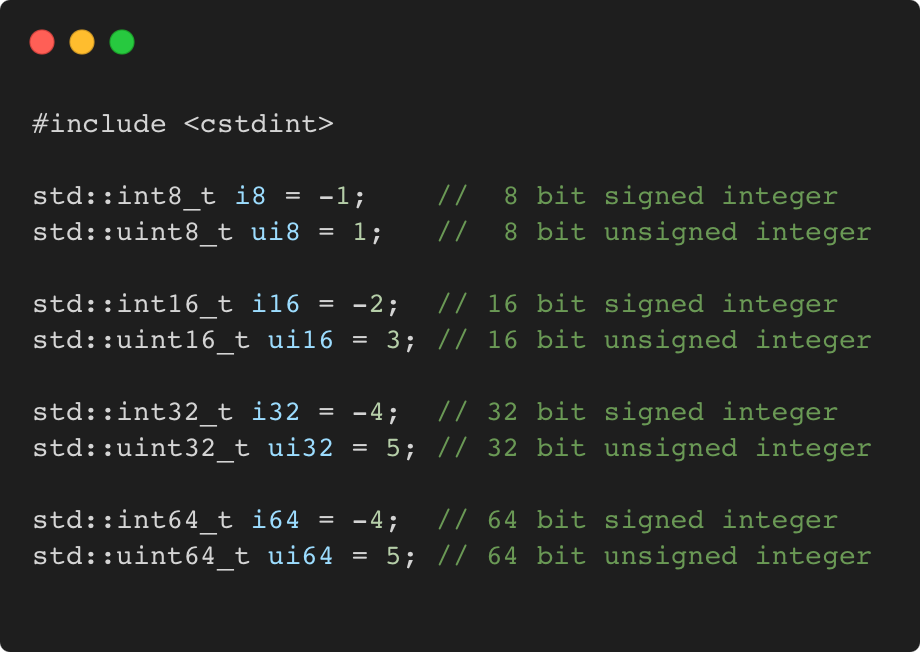 #include <cstdint>

std::int8_t i8 = -1;    //  8 bit signed integer
std::uint8_t ui8 = 1;   //  8 bit unsigned integer

std::int16_t i16 = -2;  // 16 bit signed integer
std::uint16_t ui16 = 3; // 16 bit unsigned integer

std::int32_t i32 = -4;  // 32 bit signed integer
std::uint32_t ui32 = 5; // 32 bit unsigned integer

std::int64_t i64 = -4;  // 64 bit signed integer
std::uint64_t ui64 = 5; // 64 bit unsigned integer